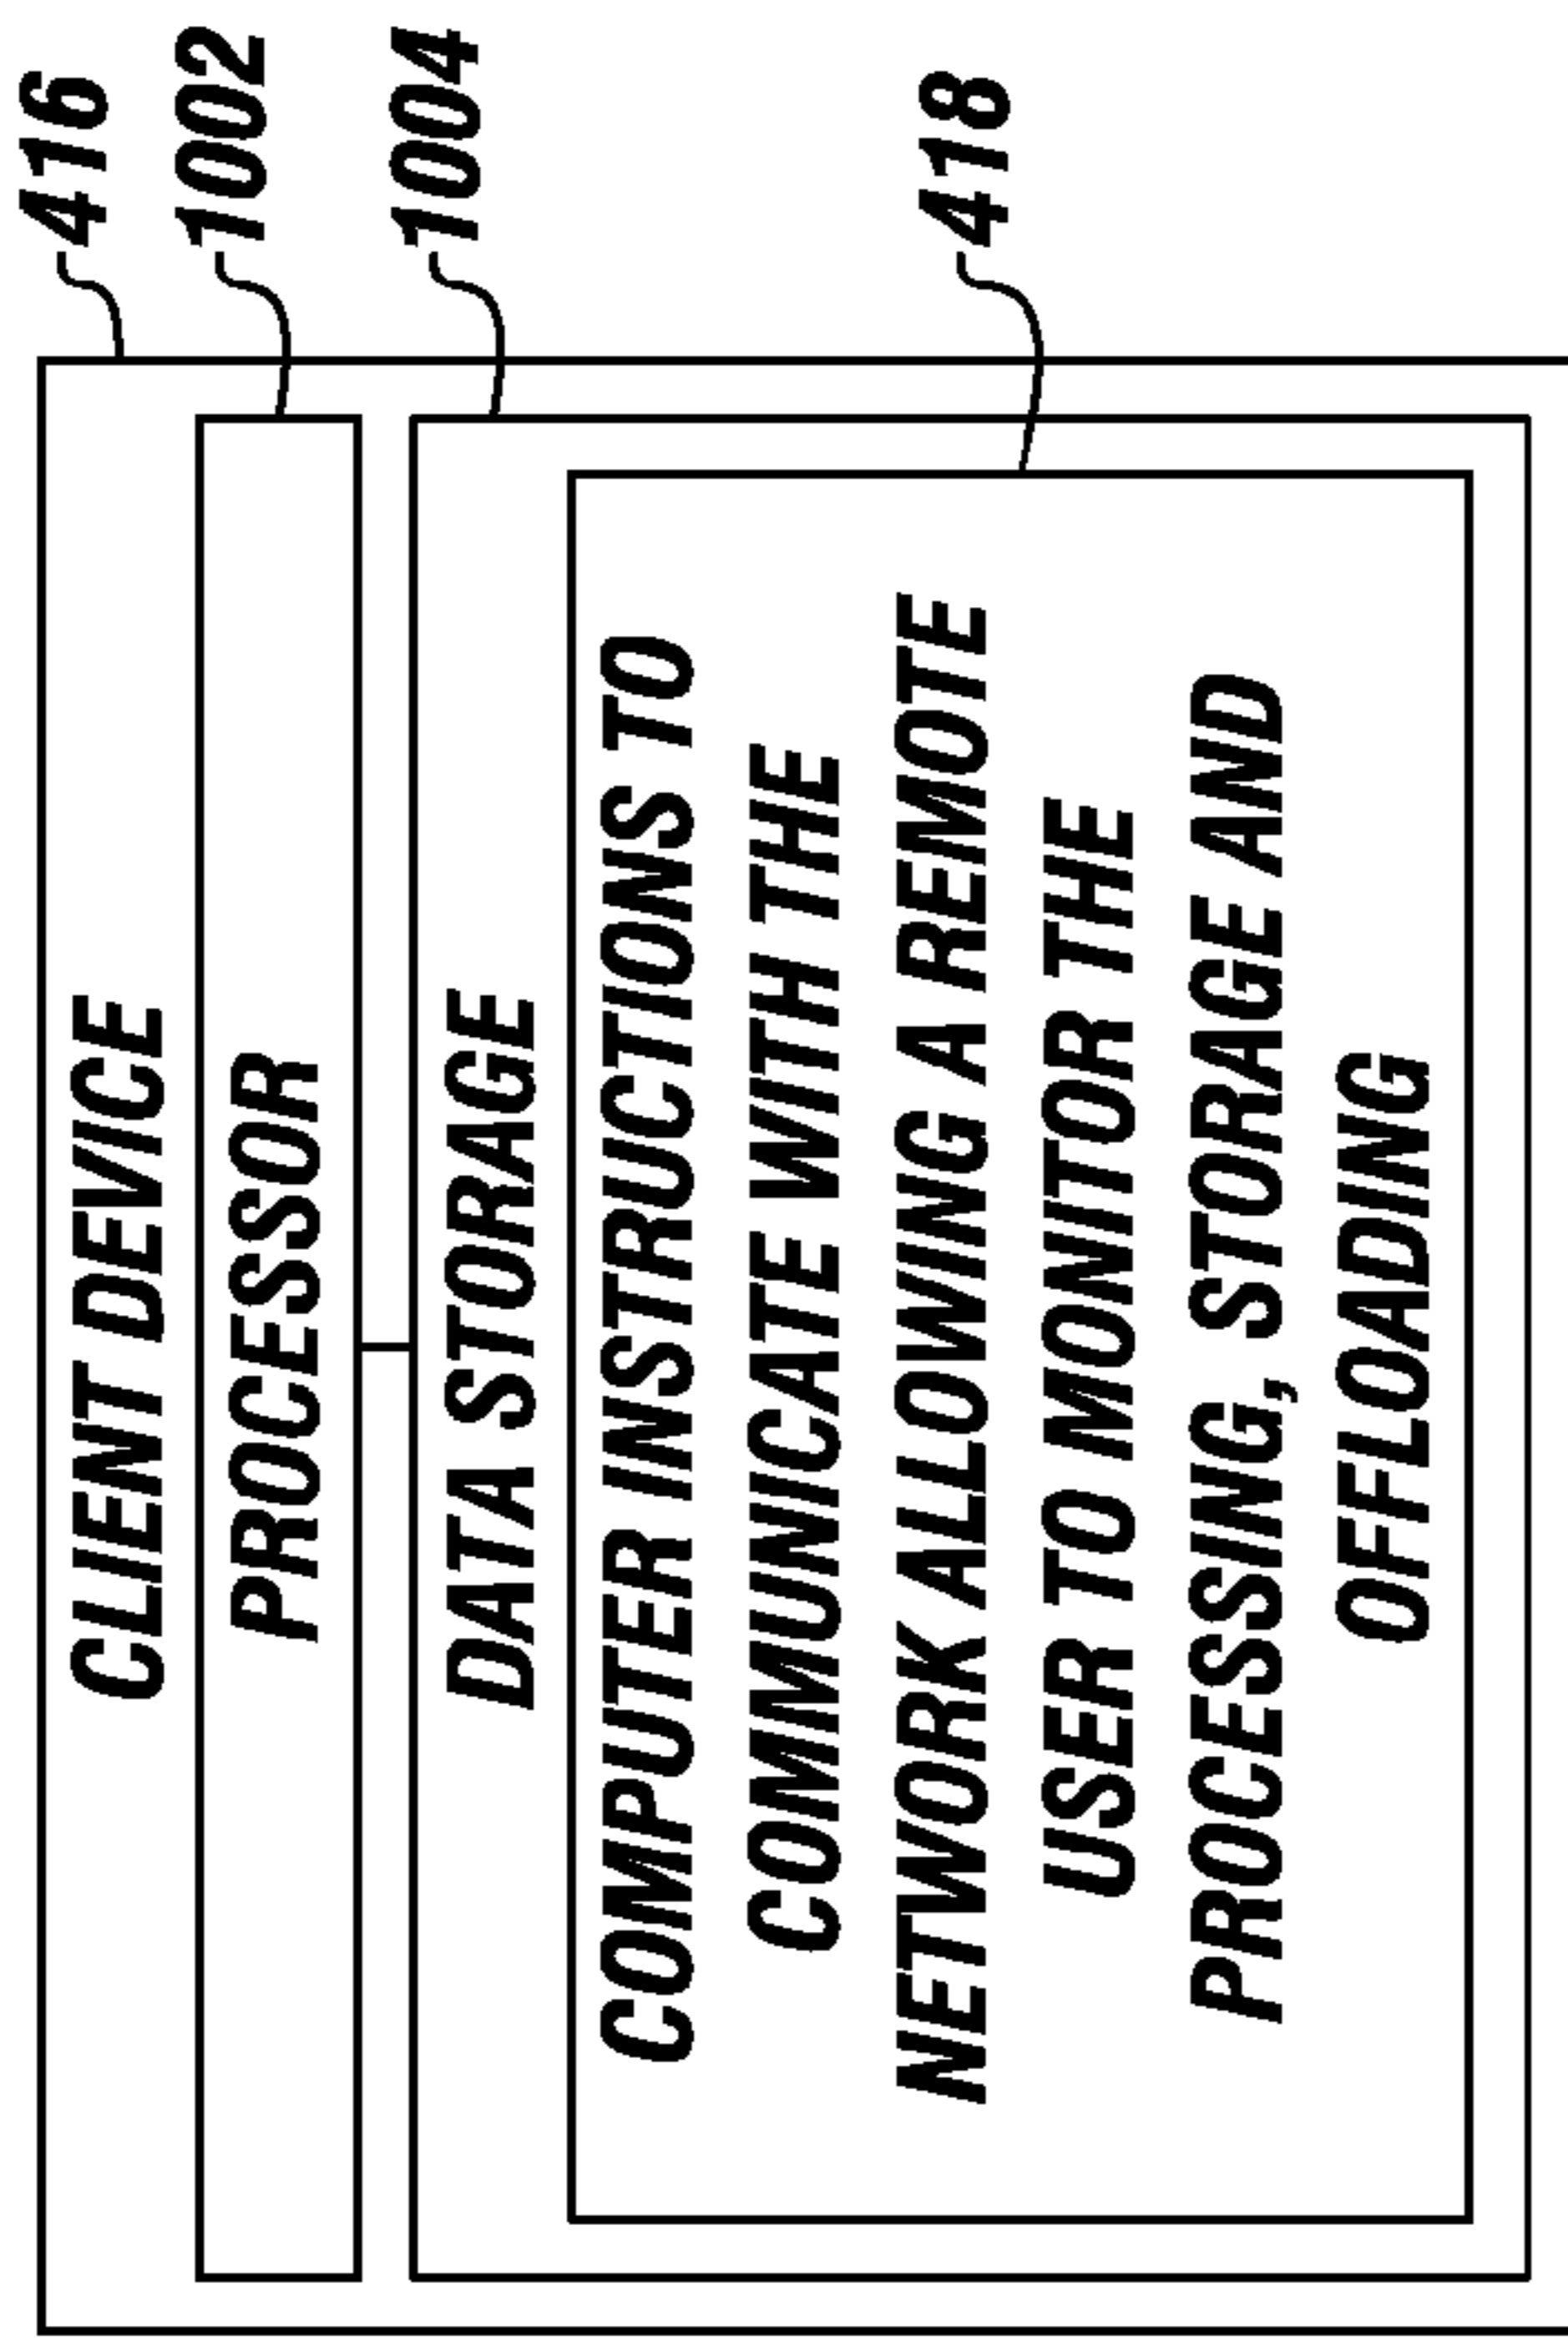 416
CLIENT DEVICE
1002
PROCESSOR
1004
DATA STORAGE
418
COMPUTER INSTRUCTIONS TO
COMMUNICATE WITH THE
NETWORK ALLOWING A REMOTE
USER TO MONITOR THE
PROCESSING, STORAGE AND
OFFLOADING